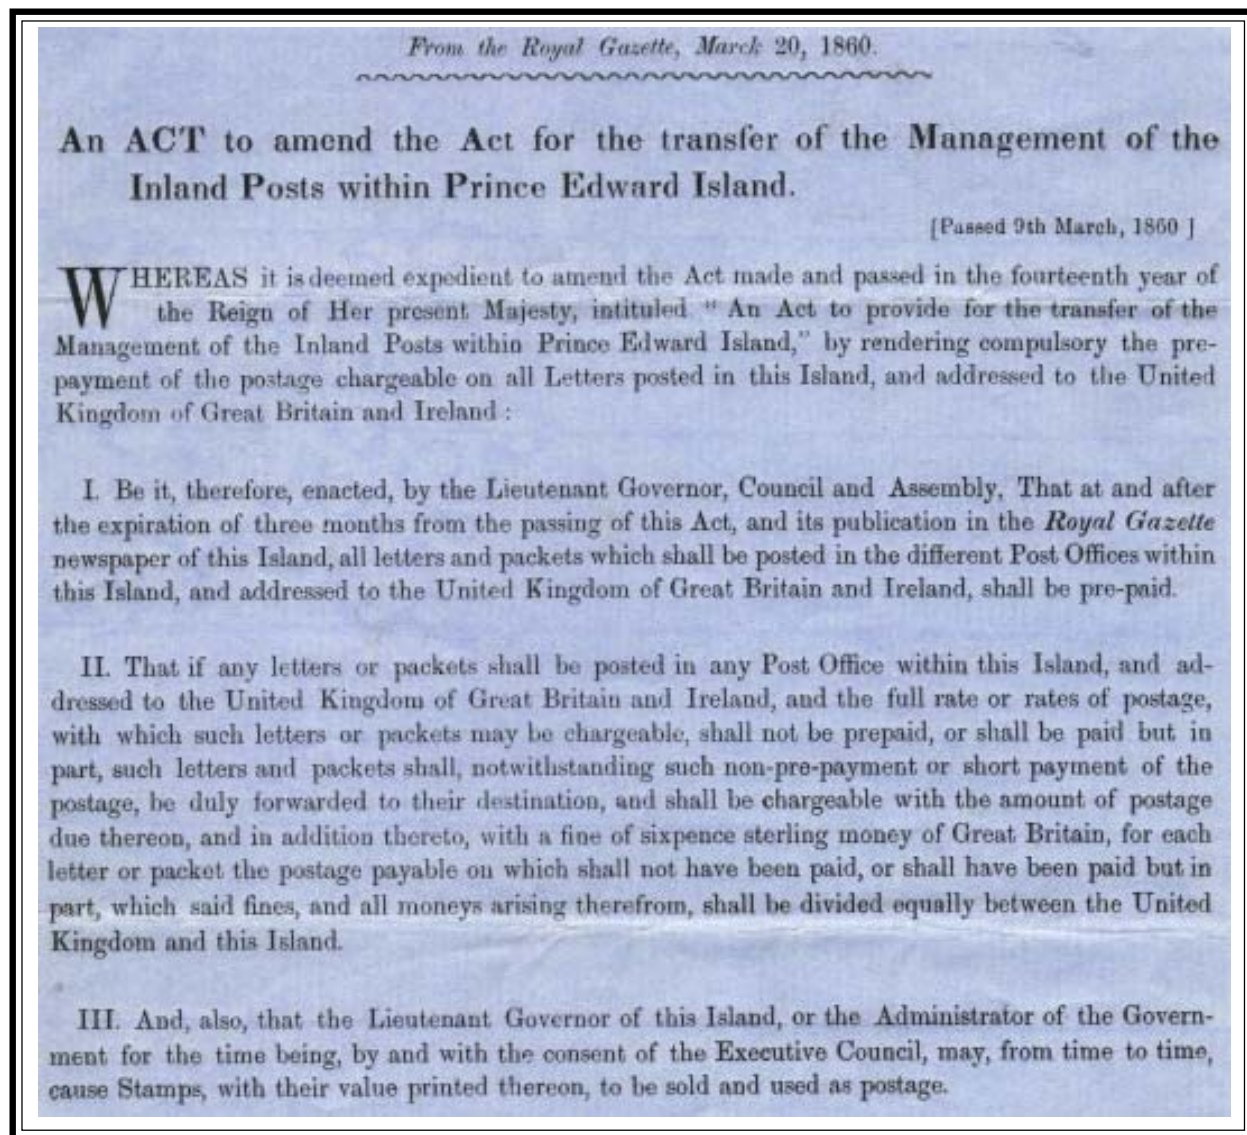 From the Royal Gazette, March 20, 1860.
An ACT to amend the Act for the transfer of the Management of the
Inland Posts within Prince Edward Island.
[Passed 9th March, 1860 ]
WHEREAS it is deemed expedient to amend the Act made and passed in the fourteenth year of
the Reign of Her present Majesty, intituled " An Act to provide for the transfer of the
Management of the Inland Posts within Prince Edward Island," by rendering compulsory the pre-
payment of the postage chargeable on all Letters posted in this Island, and addressed to the United
Kingdom of Great Britain and Ireland :
I. Be it, therefore, enacted, by the Lieutenant Governor, Council and Assembly, That at and after
the expiration of three months from the passing of this Act, and its publication in the Royal Gazette
newspaper of this Island, all letters and packets which shall be posted in the different Post Offices within
this Island, and addressed to the United Kingdom of Great Britain and Ireland, shall be pre-paid.
II. That if any letters or packets shall be posted in any Post Office within this Island, and ad-
dressed to the United Kingdom of Great Britain and Ireland, and the full rate or rates of postage,
with which such letters or packets may be chargeable, shall not be prepaid, or shall be paid but in
part, such letters and packets shall, notwithstanding such non-pre-payment or short payment of the
postage, be duly forwarded to their destination, and shall be chargeable with the amount of postage
due thereon, and in addition thereto, with a fine of sixpence sterling money of Great Britain, for each
letter or packet the postage payable on which shall not have been paid, or shall have been paid but in
part, which said fines, and all moneys arising therefrom, shall be divided equally between the United
Kingdom and this Island.
III. And, also, that the Lieutenant Governor of this Island, or the Administrator of the Govern-
ment for the time being, by and with the consent of the Executive Council, may, from time to time,
cause Stamps, with their value printed thereon, to be sold and used as postage.